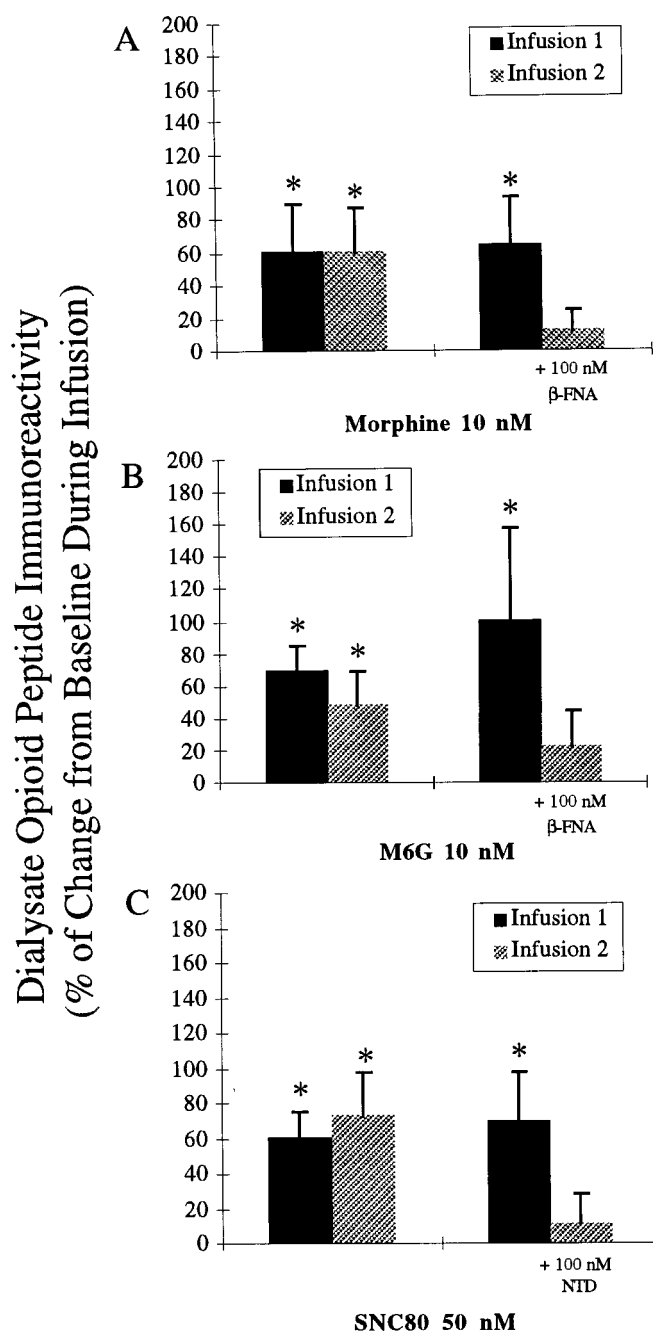 Dialysate Opioid Peptide Immunoreactivity
(% of Change from Baseline During Infusion)
A
200
180
160
140
120
100
80
60
40
20
0
Infusion 1
Infusion 2
*
*
*
+ 100 nM
β-FNA
Morphine 10 nM
B
200
180
160
140
120
100
80
60
40
20
0
Infusion 1
Infusion 2
*
*
*
+ 100 nM
β-FNA
M6G 10 nM
C
200
180
160
140
120
100
80
60
40
20
0
Infusion 1
Infusion 2
*
*
*
+ 100 nM
NTD
SNC80 50 nM